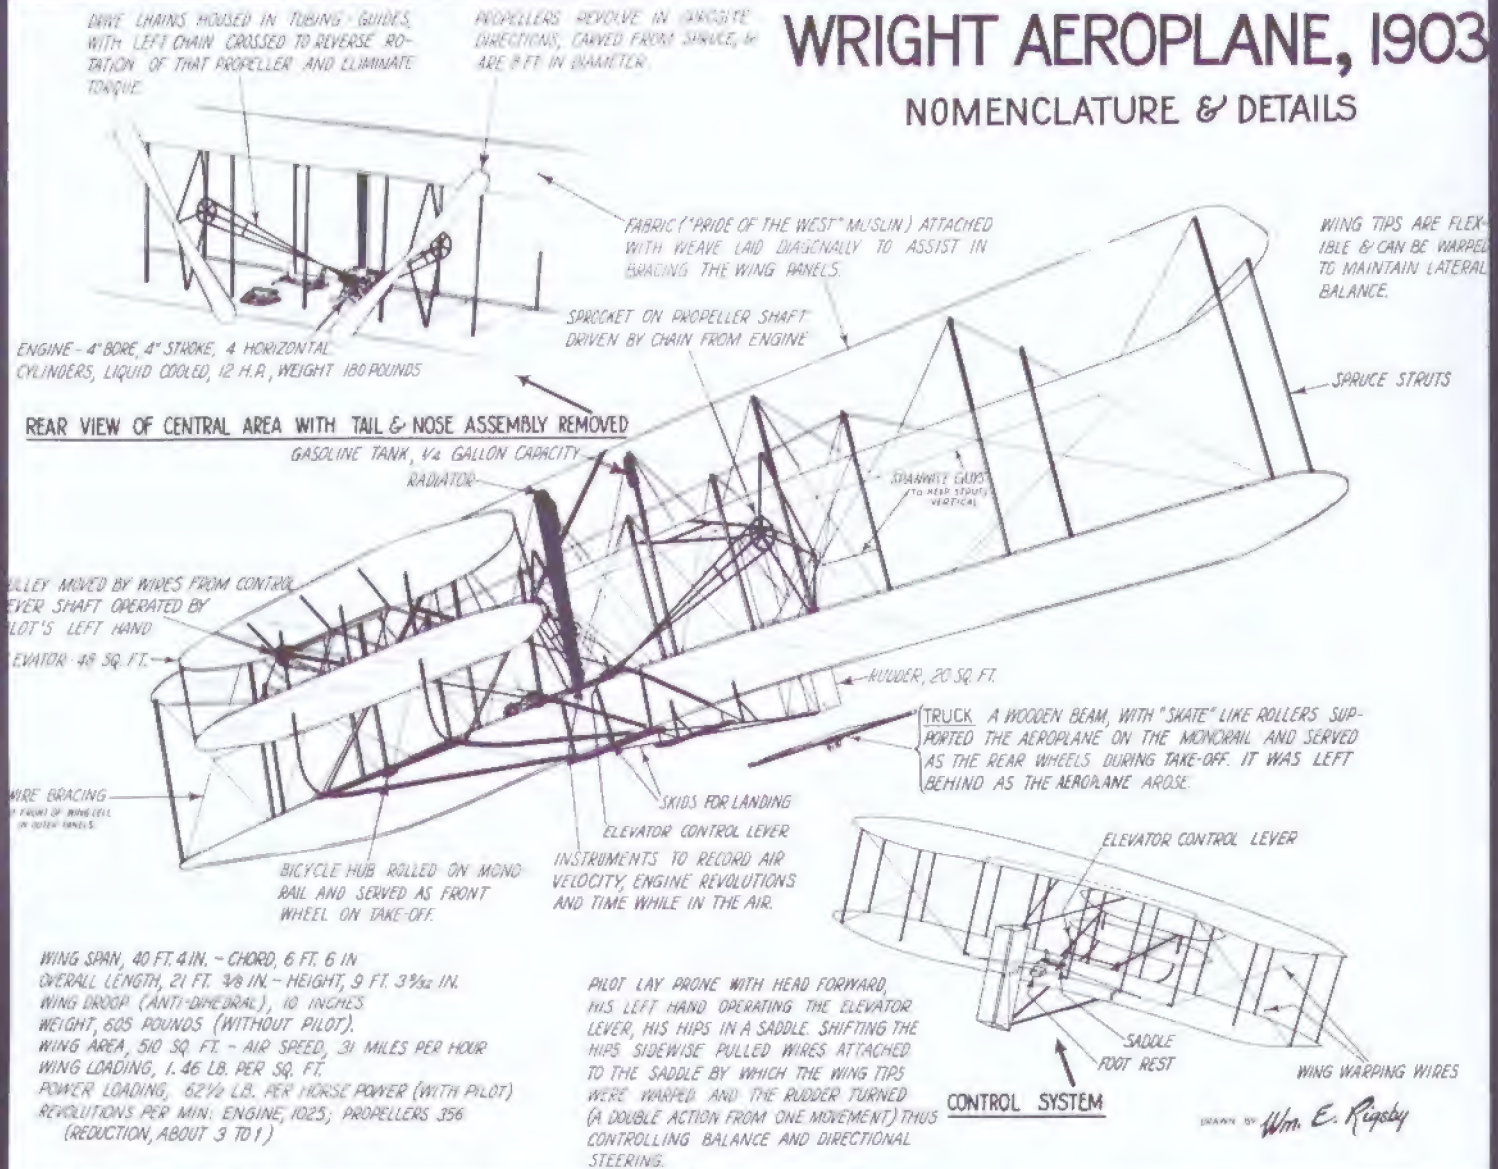 WRIGHT AEROPLANE, 1903
NOMENCLATURE & DETAILS
DRIVE CHAINS HOUSED IN TUBING GUIDES,
WITH LEFT CHAIN CROSSED TO REVERSE RO-
TATION OF THAT PROPELLER AND ELIMINATE
TORQUE.
PROPELLERS REVOLVE IN OPPOSITE
DIRECTIONS, CARVED FROM SPRUCE, &
ARE 8 FT. IN DIAMETER.
FABRIC ("PRIDE OF THE WEST" MUSLIN) ATTACHED
WITH WEAVE LAID DIAGONALLY TO ASSIST IN
BRACING THE WING PANELS.
WING TIPS ARE FLEX-
IBLE & CAN BE WARPED
TO MAINTAIN LATERAL
BALANCE.
SPROCKET ON PROPELLER SHAFT
DRIVEN BY CHAIN FROM ENGINE
ENGINE - 4" BORE, 4" STROKE, 4 HORIZONTAL
CYLINDERS, LIQUID COOLED, 12 H.P., WEIGHT 180 POUNDS
SPRUCE STRUTS
REAR VIEW OF CENTRAL AREA WITH TAIL & NOSE ASSEMBLY REMOVED
GASOLINE TANK, 1/4 GALLON CAPACITY
RADIATOR
SPANWISE GUYS
(TO KEEP STRUTS
VERTICAL
ULLEY MOVED BY WIRES FROM CONTROL
EVER SHAFT OPERATED BY
LOT'S LEFT HAND
EVATOR 48 SQ. FT.
RUDDER, 20 SQ. FT.
TRUCK A WOODEN BEAM, WITH "SKATE" LIKE ROLLERS SUP-
PORTED THE AEROPLANE ON THE MONORAIL AND SERVED
AS THE REAR WHEELS DURING TAKE-OFF. IT WAS LEFT
BEHIND AS THE AEROPLANE AROSE.
WIRE BRACING
FRONT OF WING CELL
IN OUTER PANELS.
SKIDS FOR LANDING
ELEVATOR CONTROL LEVER
BICYCLE HUB ROLLED ON MONO
RAIL AND SERVED AS FRONT
WHEEL ON TAKE-OFF.
INSTRUMENTS TO RECORD AIR
VELOCITY, ENGINE REVOLUTIONS
AND TIME WHILE IN THE AIR.
ELEVATOR CONTROL LEVER
SADDLE
FOOT REST
WING WARPING WIRES
CONTROL SYSTEM
WING SPAN, 40 FT. 4 IN. - CHORD, 6 FT. 6 IN
OVERALL LENGTH, 21 FT. 3/8 IN. - HEIGHT, 9 FT. 3 9/32 IN.
WING DROOP (ANTI-DIHEDRAL), 10 INCHES
WEIGHT, 605 POUNDS (WITHOUT PILOT).
WING AREA, 510 SQ. FT. - AIR SPEED, 31 MILES PER HOUR
WING LOADING, 1.46 LB. PER SQ. FT.
POWER LOADING, 62 1/2 LB. PER HORSE POWER (WITH PILOT)
REVOLUTIONS PER MIN: ENGINE, 1025; PROPELLERS 356
(REDUCTION, ABOUT 3 TO 1)
PILOT LAY PRONE WITH HEAD FORWARD,
HIS LEFT HAND OPERATING THE ELEVATOR
LEVER, HIS HIPS IN A SADDLE. SHIFTING THE
HIPS SIDEWISE PULLED WIRES ATTACHED
TO THE SADDLE BY WHICH THE WING TIPS
WERE WARPED AND THE RUDDER TURNED
(A DOUBLE ACTION FROM ONE MOVEMENT) THUS
CONTROLLING BALANCE AND DIRECTIONAL
STEERING.
DRAWN BY Wm. E. Rigsby